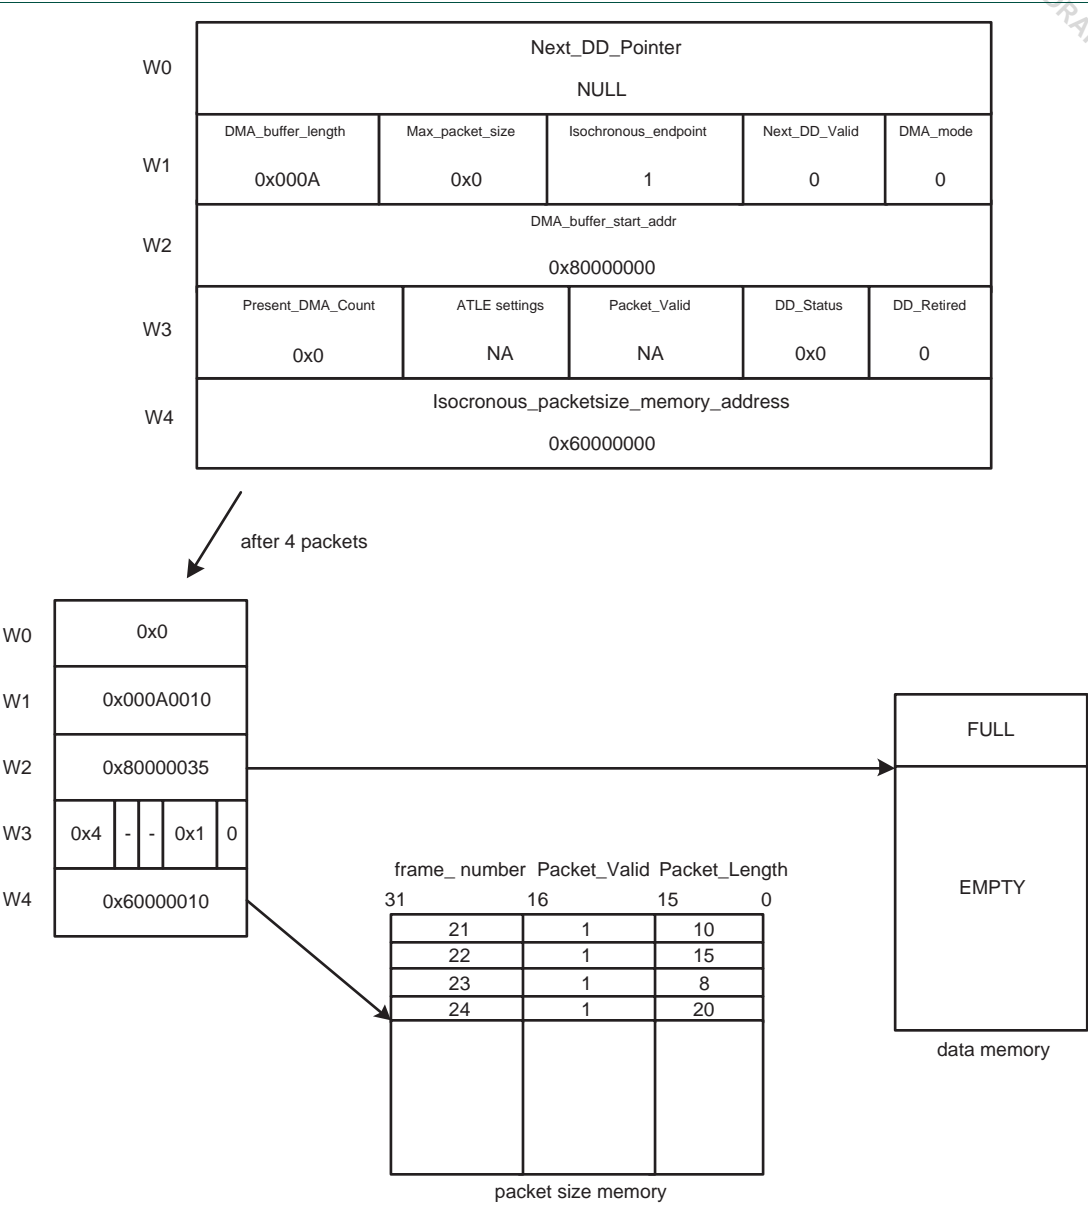 Next_DD_Pointer
W0
NULL
DMA_buffer_length Max_packet_size Isochronous_endpoint Next_DD_Valid DMA_mode
W1
0x000A 0x0 1 0 0
DMA_buffer_start_addr
W2
0x80000000
Present_DMA_Count ATLE settings Packet_Valid DD_Status DD_Retired
W3
0x0 NA NA 0x0 0
Isocronous_packetsize_memory_address
W4
0x60000000
after 4 packets
W0 0x0
W1 0x000A0010
FULL
W2 0x80000035
W3 0x4 - - 0x1 0
frame_ number Packet_Valid Packet_Length
W4 0x60000010
31 16 15 0
EMPTY
21 1 10
22 1 15
23 1 8
24 1 20
data memory
packet size memory